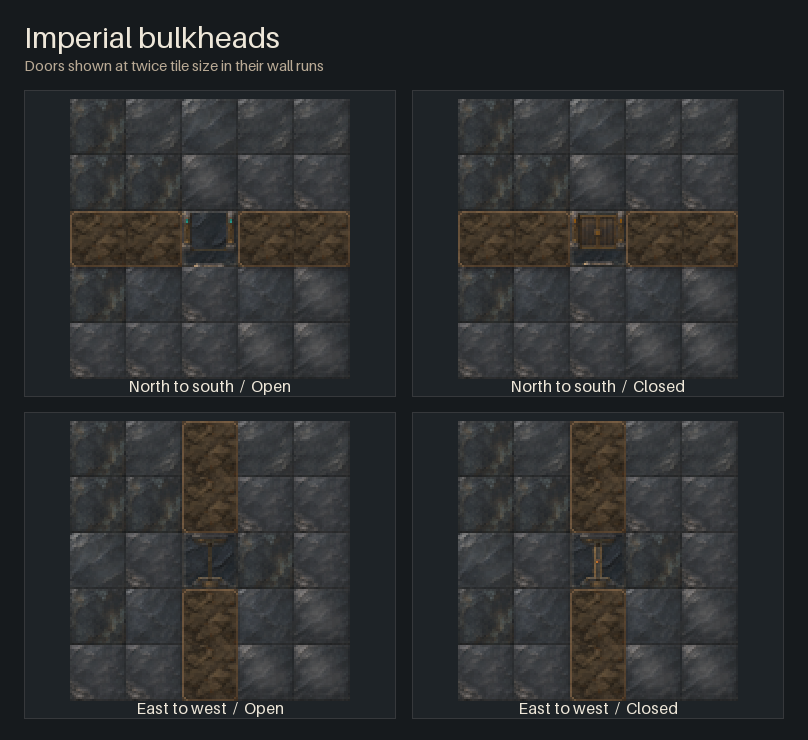 Imperial bulkheads
Doors shown at twice tile size in their wall runs
North to south / Open
North to south / Closed
East to west / Open
East to west / Closed